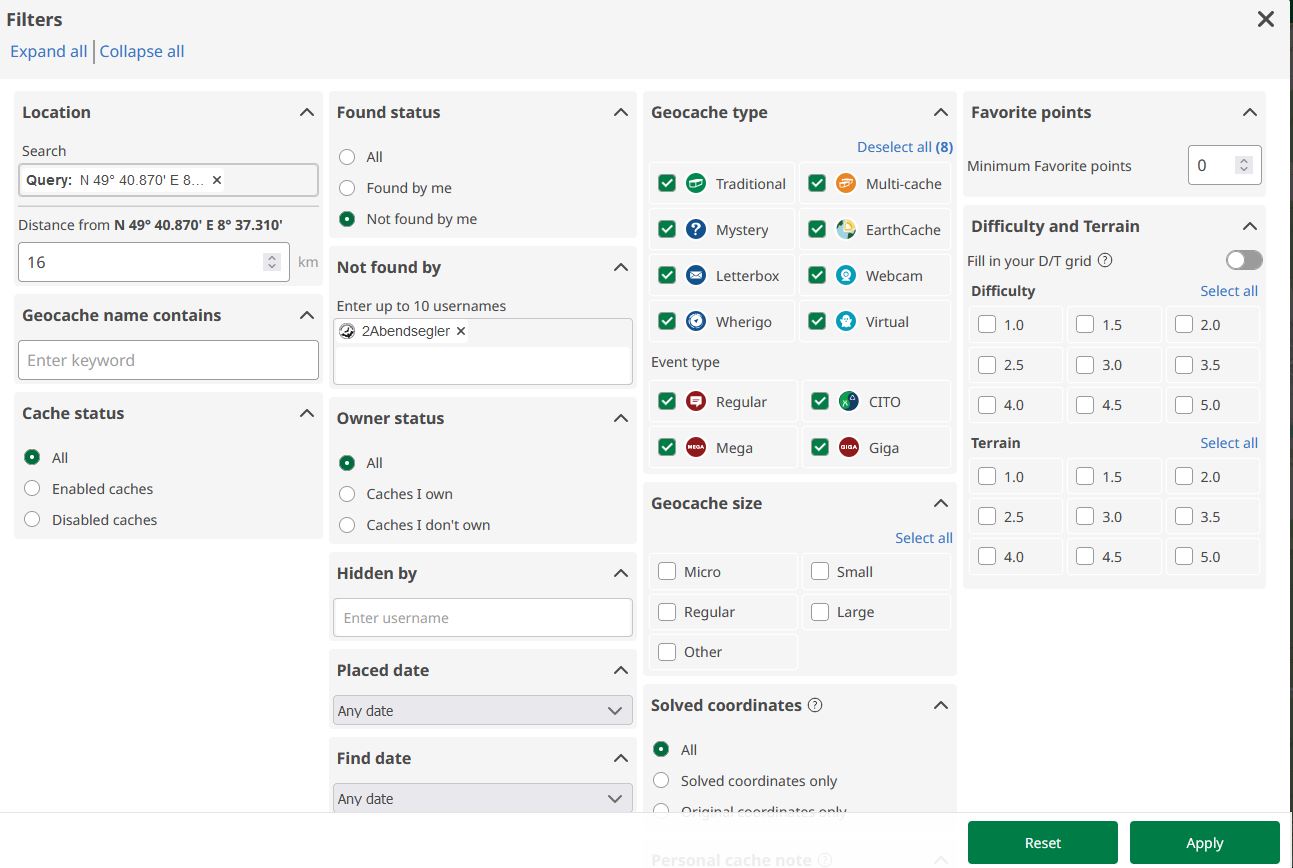 Filters
Expand all
Collapse all
Location
Search
Query: N 49° 40.870' E 8...
Distance from N 49° 40.870' E 8° 37.310'
16
km
Geocache name contains
Enter keyword
Cache status
All
Enabled caches
Disabled caches
Found status
All
Found by me
Not found by me
Not found by
Enter up to 10 usernames
2Abendsegler
Owner status
All
Caches I own
Caches I don't own
Hidden by
Enter username
Placed date
Any date
Find date
Any date
Geocache type
Deselect all (8)
Traditional
Multi-cache
Mystery
EarthCache
Letterbox
Webcam
Wherigo
Virtual
Event type
Regular
CITO
MEGA Mega
GIGA Giga
Geocache size
Select all
Micro
Small
Regular
Large
Other
Solved coordinates ?
All
Solved coordinates only
Original coordinates only
Personal cache note ?
Favorite points
Minimum Favorite points
0
Difficulty and Terrain
Fill in your D/T grid ?
Difficulty
Select all
1.0 1.5 2.0
2.5 3.0 3.5
4.0 4.5 5.0
Terrain
Select all
1.0 1.5 2.0
2.5 3.0 3.5
4.0 4.5 5.0
Reset
Apply